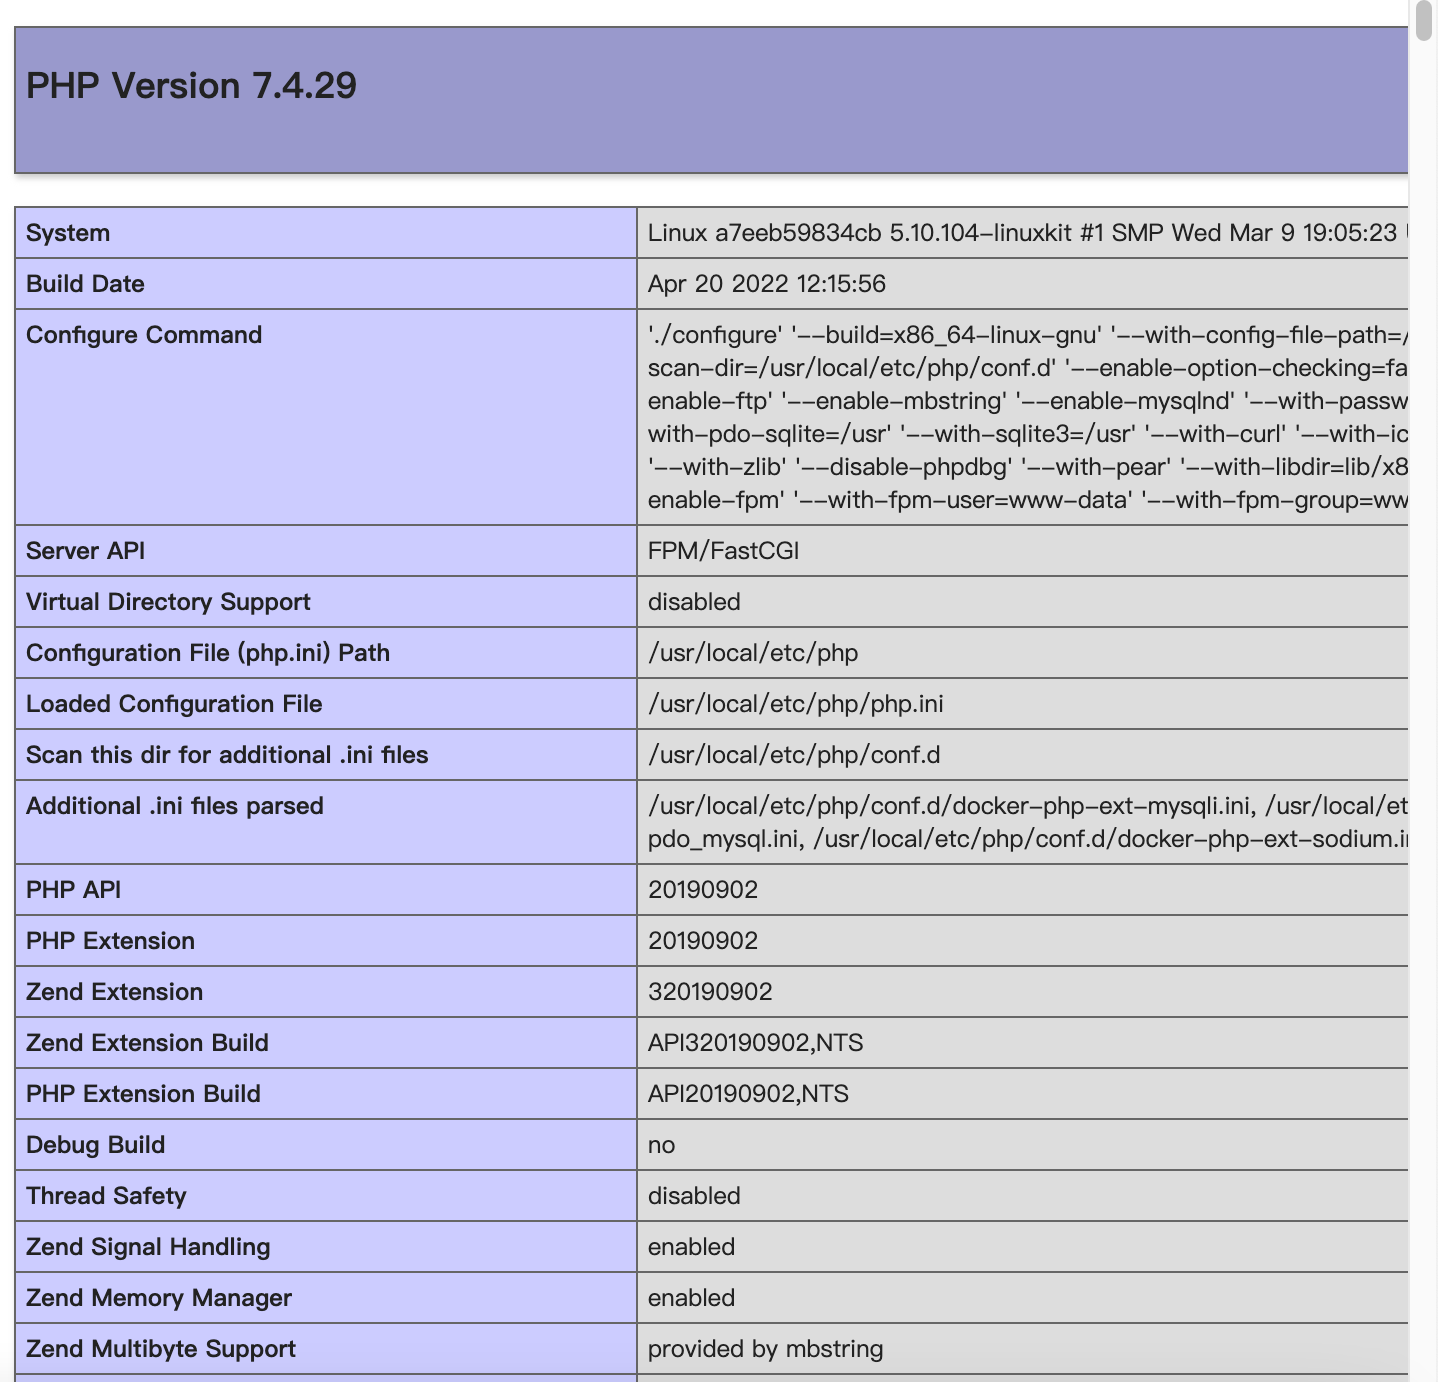 PHP Version 7.4.29
System
Linux a7eeb59834cb 5.10.104-linuxkit #1 SMP Wed Mar 9 19:05:23
Build Date
Apr 20 2022 12:15:56
Configure Command
'./configure' '--build=x86_64-linux-gnu' '--with-config-file-path=/
scan-dir=/usr/local/etc/php/conf.d' '--enable-option-checking=fa
enable-ftp' '--enable-mbstring' '--enable-mysqlnd' '--with-passw
with-pdo-sqlite=/usr' '--with-sqlite3=/usr' '--with-curl' '--with-ic
'--with-zlib' '--disable-phpdbg' '--with-pear' '--with-libdir=lib/x8
enable-fpm' '--with-fpm-user=www-data' '--with-fpm-group=ww
Server API
FPM/FastCGI
Virtual Directory Support
disabled
Configuration File (php.ini) Path
/usr/local/etc/php
Loaded Configuration File
/usr/local/etc/php/php.ini
Scan this dir for additional .ini files
/usr/local/etc/php/conf.d
Additional .ini files parsed
/usr/local/etc/php/conf.d/docker-php-ext-mysqli.ini, /usr/local/et
pdo_mysql.ini, /usr/local/etc/php/conf.d/docker-php-ext-sodium.i
PHP API
20190902
PHP Extension
20190902
Zend Extension
320190902
Zend Extension Build
API320190902,NTS
PHP Extension Build
API20190902,NTS
Debug Build
no
Thread Safety
disabled
Zend Signal Handling
enabled
Zend Memory Manager
enabled
Zend Multibyte Support
provided by mbstring